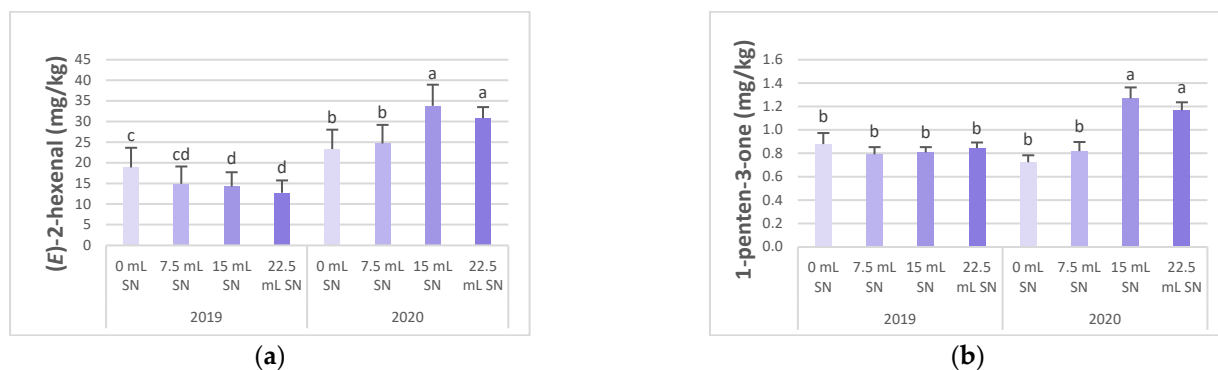 (E)-2-hexenal (mg/kg)
45
40
35
30
25
20
15
10
5
0
c
cd
d
d
b
b
a
a
0 mL SN
7.5 mL SN
15 mL SN
22.5 mL SN
0 mL SN
7.5 mL SN
15 mL SN
22.5 mL SN
2019
2020
(a)
1-penten-3-one (mg/kg)
1.6
1.4
1.2
1.0
0.8
0.6
0.4
0.2
0.0
b
b
b
b
b
b
a
a
0 mL SN
7.5 mL SN
15 mL SN
22.5 mL SN
0 mL SN
7.5 mL SN
15 mL SN
22.5 mL SN
2019
2020
(b)